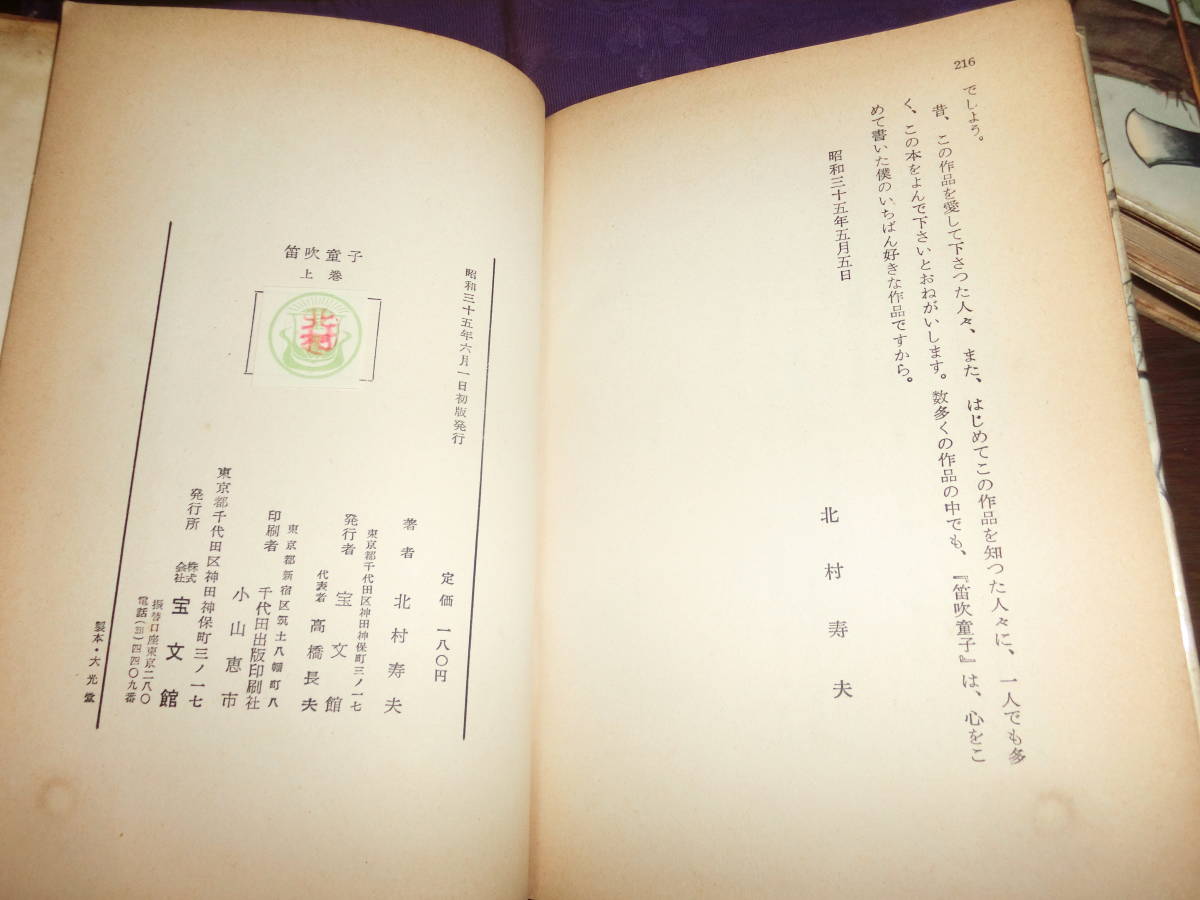 216
でしよう。
昔、この作品を愛して下さつた人々、また、はじめてこの作品を知つた人々に、一人でも多
く、この本をよんで下さいとおねがいします。数多くの作品の中でも、『笛吹童子』は、心をこ
めて書いた僕のいちばん好きな作品ですから。
昭和三十五年五月五日
北村寿夫
昭和三十五年六月一日初版発行
笛吹童子
上巻
北村
定価 一八〇円
著者 北村寿夫
東京都千代田区神田神保町三ノ一七
発行者 宝文館
代表者 高橋長夫
東京都新宿区筑土八幡町八
印刷者 千代田出版印刷社
小山恵市
東京都千代田区神田神保町三ノ一七
発行所 株式会社 宝文館
振替口座東京二八〇
電話(331)四四〇九番
製本・大光堂